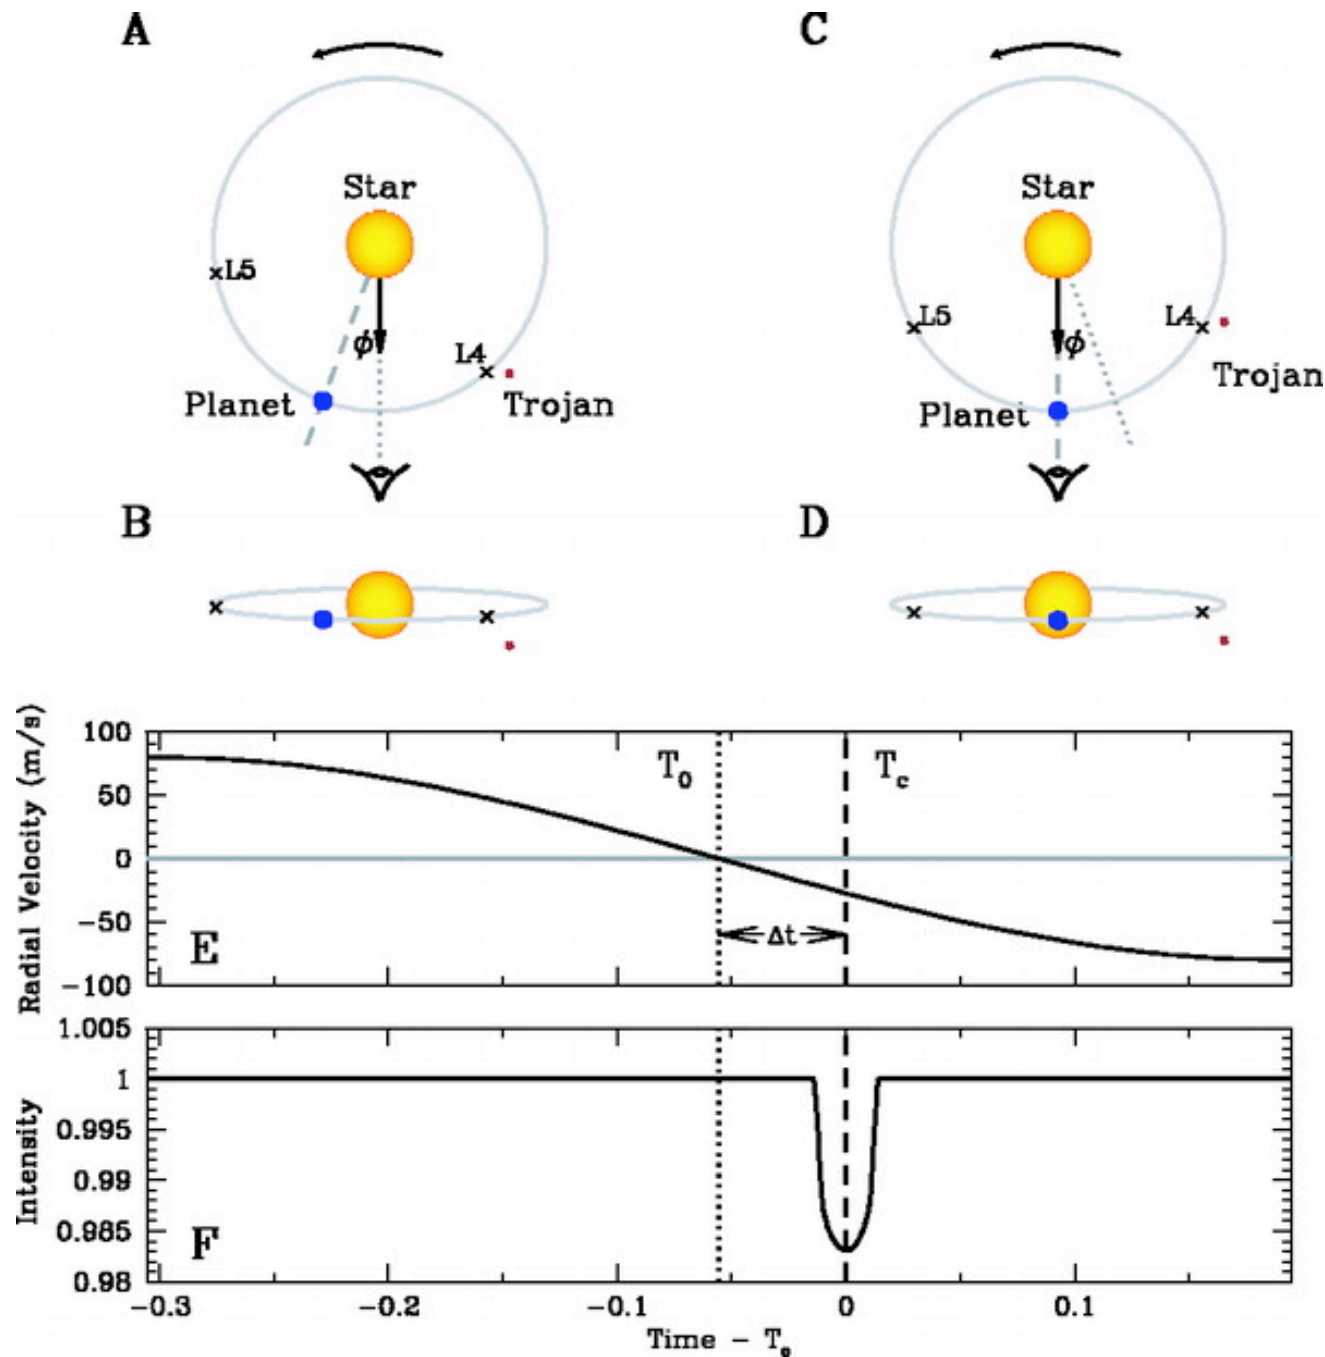 A
C
Star
Star
L5
ϕ
L4
Planet
Trojan
L5
L4
ϕ
Trojan
Planet
B
D
Radial Velocity (m/s)
100
50
0
−50
−100
T₀
T꜀
Δt
E
Intensity
1.005
1
0.995
0.99
0.985
0.98
F
−0.3
−0.2
−0.1
0
0.1
Time − T꜀